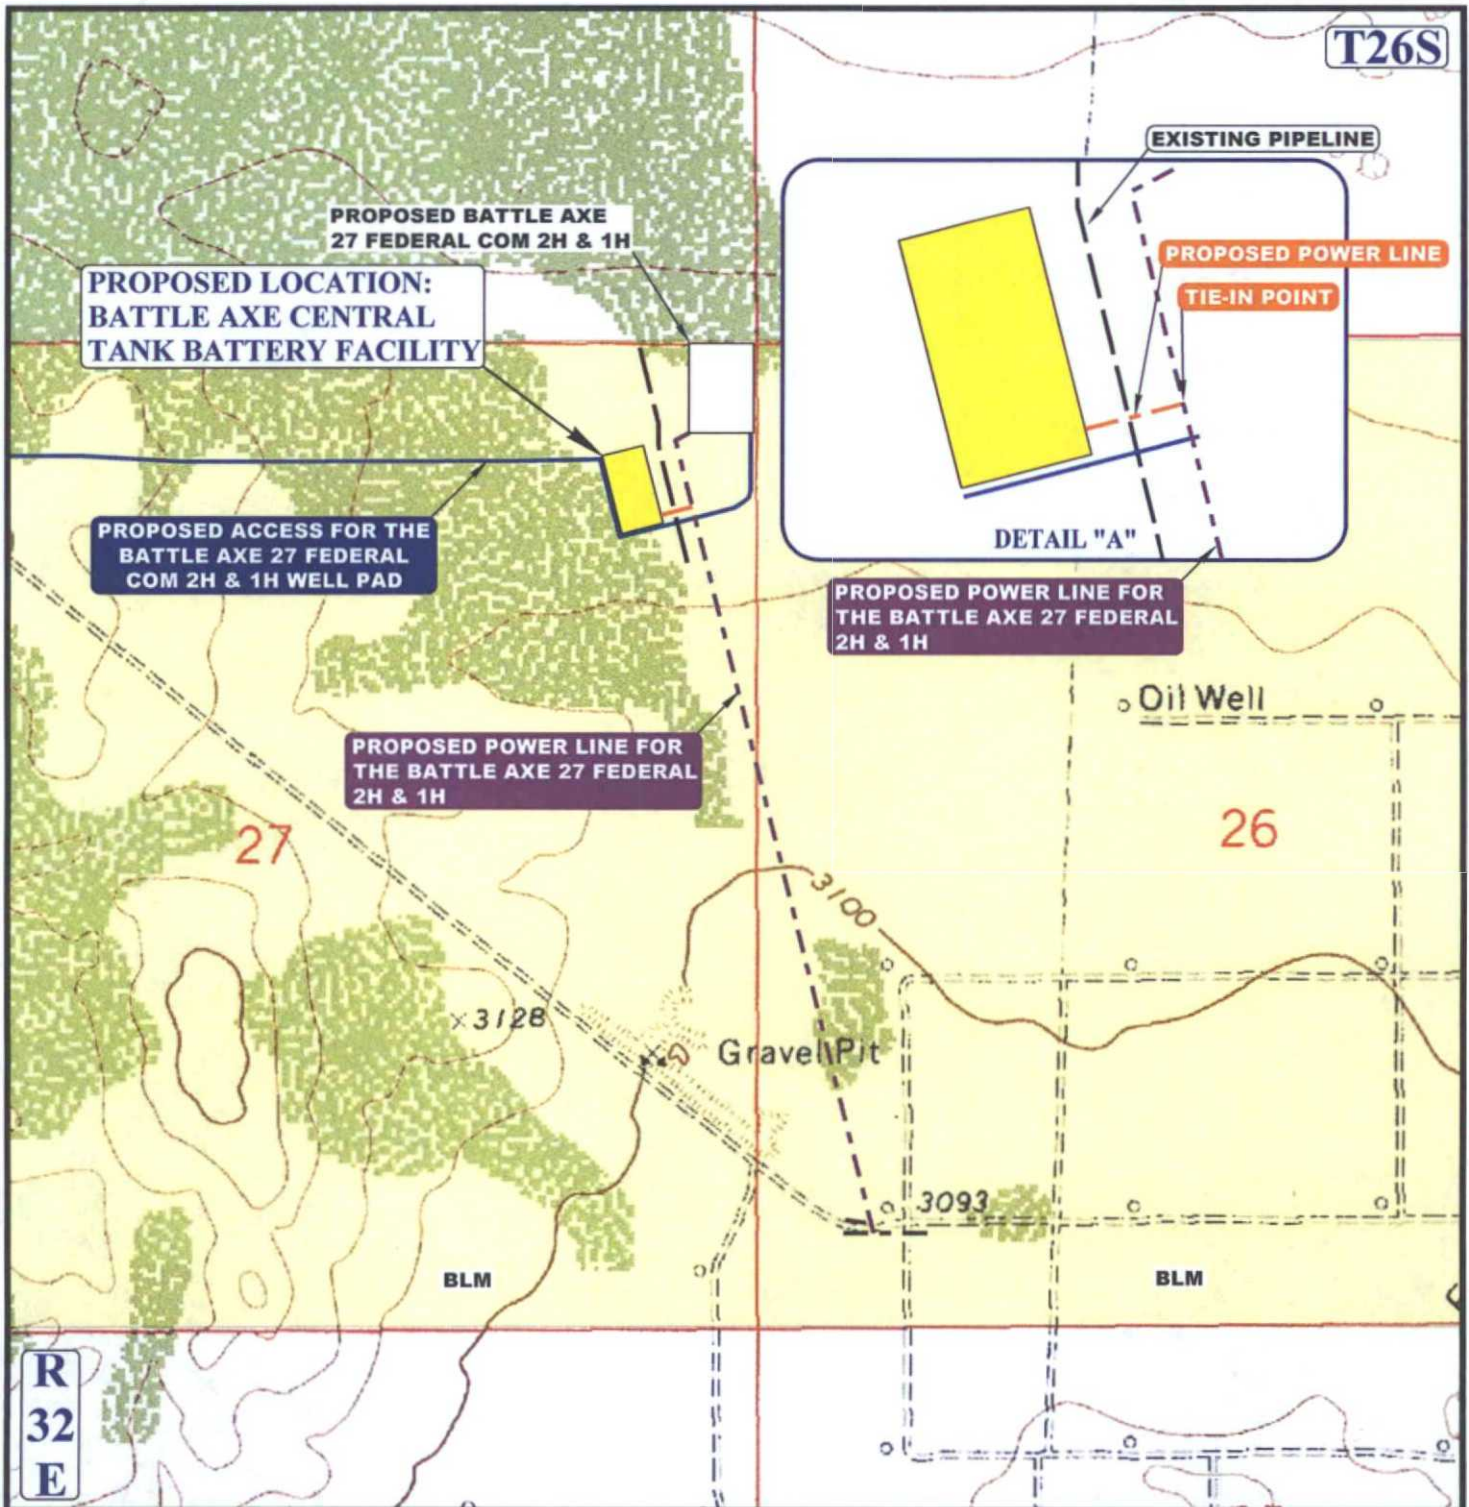 T26S
EXISTING PIPELINE
PROPOSED BATTLE AXE
27 FEDERAL COM 2H & 1H
PROPOSED POWER LINE
PROPOSED LOCATION:
BATTLE AXE CENTRAL
TANK BATTERY FACILITY
TIE-IN POINT
PROPOSED ACCESS FOR THE
BATTLE AXE 27 FEDERAL
COM 2H & 1H WELL PAD
DETAIL "A"
PROPOSED POWER LINE FOR
THE BATTLE AXE 27 FEDERAL
2H & 1H
Oil Well
PROPOSED POWER LINE FOR
THE BATTLE AXE 27 FEDERAL
2H & 1H
27
26
3100
3128
Gravel Pit
3093
BLM
BLM
R
32
E